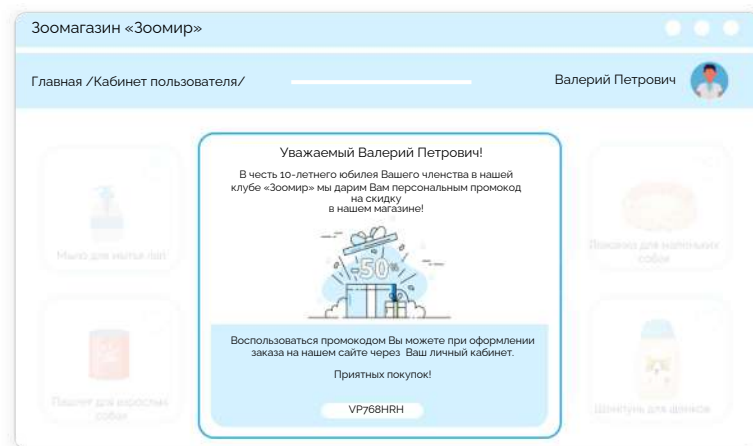 Зоомагазин «Зоомир»
Главная /Кабинет пользователя/
Валерий Петрович
Уважаемый Валерий Петрович!
В честь 10-летнего юбилея Вашего членства в нашей
клубе «Зоомир» мы дарим Вам персональным промокод
на скидку
в нашем магазине!
-50%
Воспользоваться промокодом Вы можете при оформлении
заказа на нашем сайте через Ваш личный кабинет.
Приятных покупок!
VP768HRH
Мыло для мытья лап
Лежанка для маленьких
собак
Паштет для взрослых
собак
Шампунь для щенков